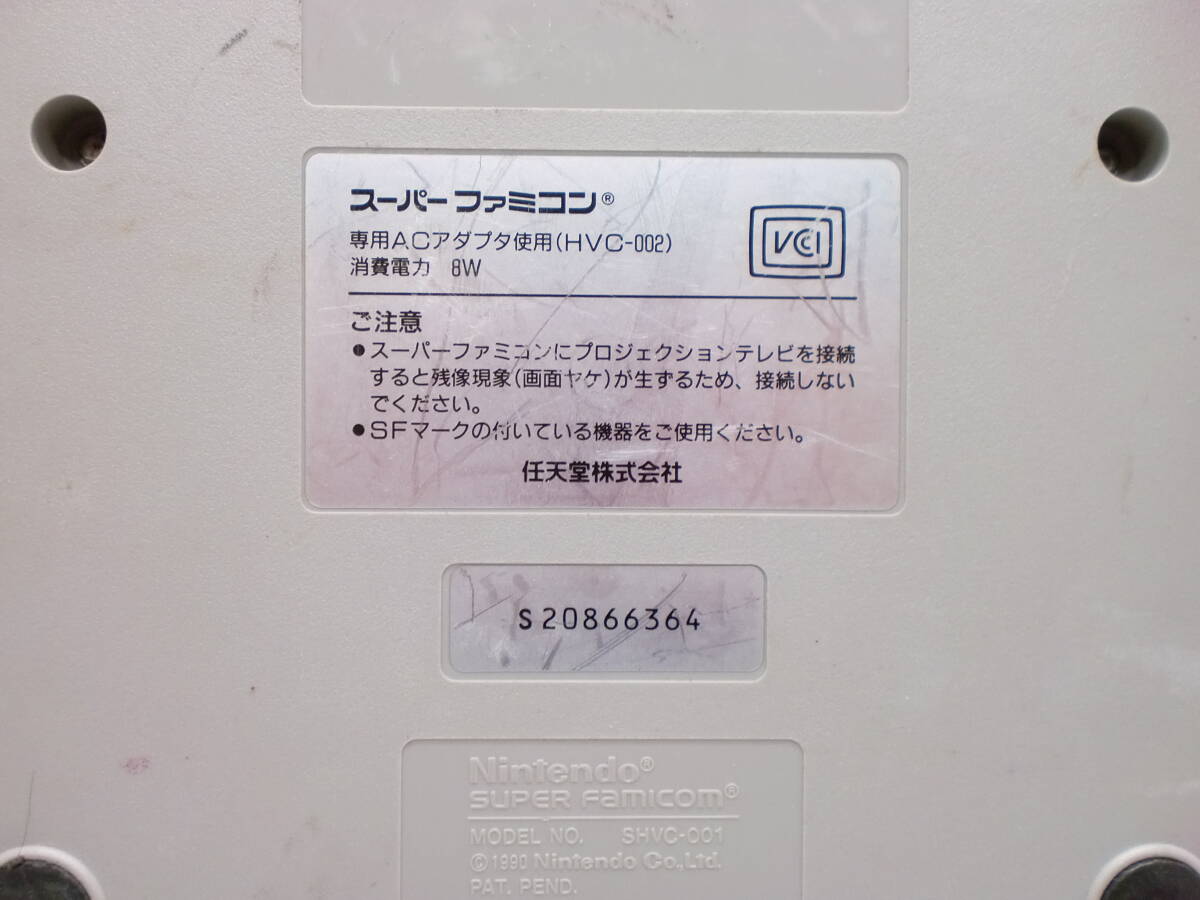 スーパーファミコン®
専用ACアダプタ使用(HVC-002)
消費電力 8W
VCCI
ご注意
●スーパーファミコンにプロジェクションテレビを接続
すると残像現象(画面ヤケ)が生ずるため、接続しない
でください。
●SFマークの付いている機器をご使用ください。
任天堂株式会社
S20866364
Nintendo®
SUPER FAMICOM®
MODEL NO. SHVC-001
©1990 Nintendo Co.,Ltd.
PAT. PEND.